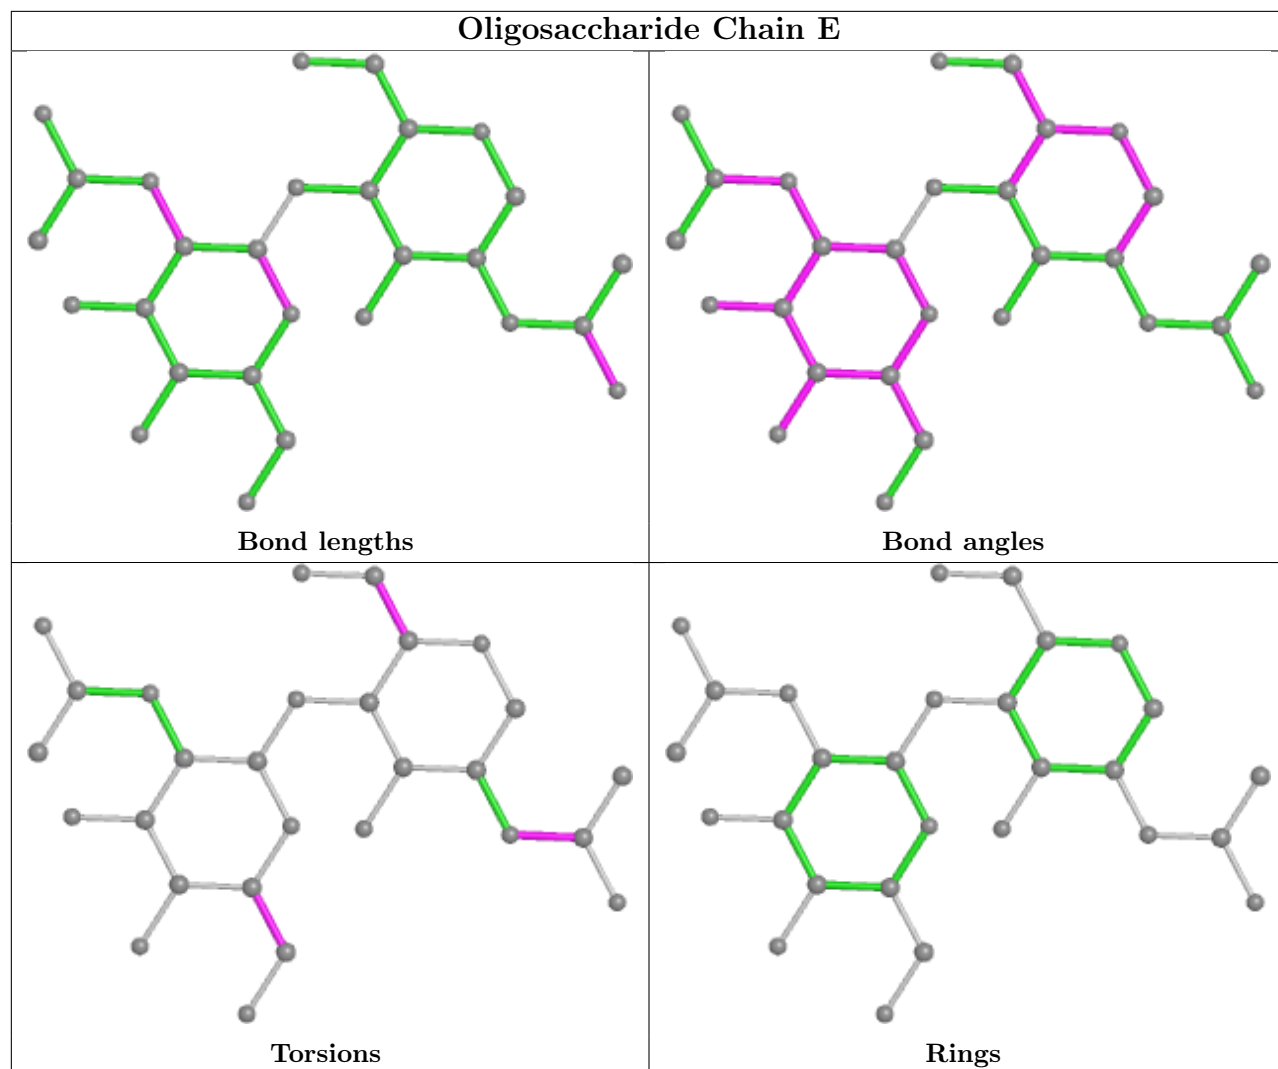 Oligosaccharide Chain E
Bond lengths
Bond angles
Torsions
Rings